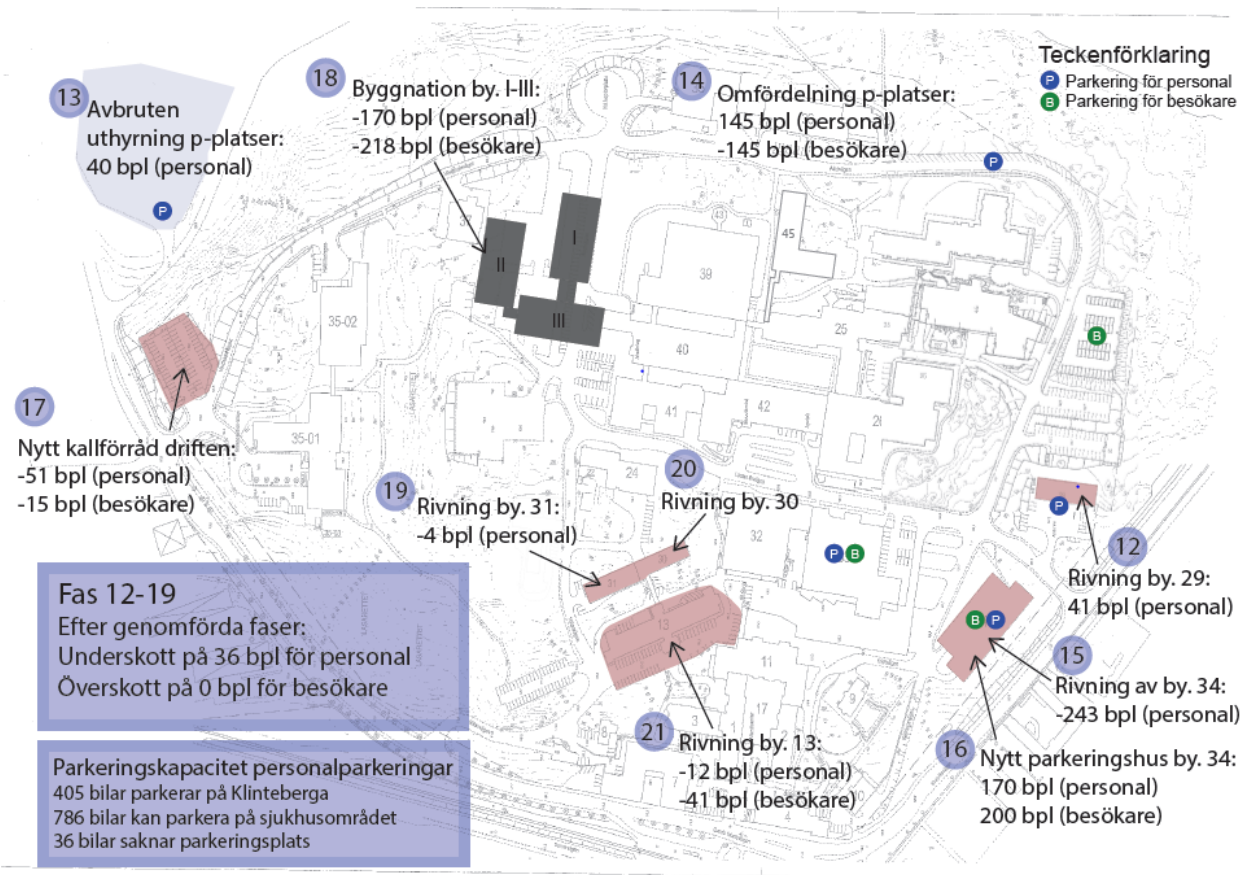 Teckenförklaring
P Parkering för personal
B Parkering för besökare
13
Avbruten
uthyrning p-platser:
40 bpl (personal)
P
18
Byggnation by. I-III:
-170 bpl (personal)
-218 bpl (besökare)
14
Omfördelning p-platser:
145 bpl (personal)
-145 bpl (besökare)
P
I
II
III
43
45
39
35-02
25
40
41
42
B
17
Nytt kallförråd driften:
-51 bpl (personal)
-15 bpl (besökare)
35-01
24
19
Rivning by. 31:
-4 bpl (personal)
20
Rivning by. 30
32
P B
P
12
Rivning by. 29:
41 bpl (personal)
31
30
13
11
17
9
3
8
B P
15
Rivning av by. 34:
-243 bpl (personal)
16
Nytt parkeringshus by. 34:
170 bpl (personal)
200 bpl (besökare)
21
Rivning by. 13:
-12 bpl (personal)
-41 bpl (besökare)
Fas 12-19
Efter genomförda faser:
Underskott på 36 bpl för personal
Överskott på 0 bpl för besökare
Parkeringskapacitet personalparkeringar
405 bilar parkerar på Klinteberga
786 bilar kan parkera på sjukhusområdet
36 bilar saknar parkeringsplats